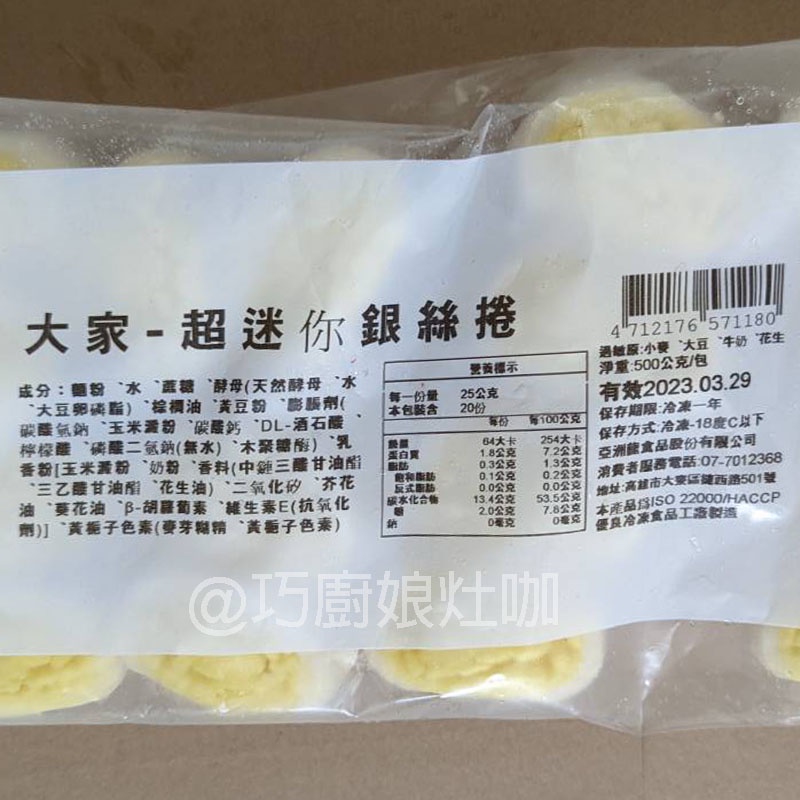 大家-超迷你銀絲捲
成分:麵粉、水、蔗糖、酵母(天然酵母、水
、大豆卵磷脂)、棕櫚油、黃豆粉、膨脹劑(
碳酸氫鈉、玉米澱粉、碳酸鈣、DL-酒石酸、
檸檬酸、磷酸二氫鈉(無水)、木聚糖酶)、乳
香粉[玉米澱粉、奶粉、香料(中鏈三酸甘油酯
、三乙酸甘油酯、花生油)、二氧化矽、芥花
油、葵花油、β-胡蘿蔔素、維生素E(抗氧化
劑)]、黃梔子色素(麥芽糊精、黃梔子色素)
營養標示
每一份量 25公克
本包裝含 20份
每份 每100公克
熱量 64大卡 254大卡
蛋白質 1.8公克 7.2公克
脂肪 0.3公克 1.3公克
飽和脂肪 0.1公克 0.2公克
反式脂肪 0.0公克 0.0公克
碳水化合物 13.4公克 53.5公克
糖 2.0公克 7.8公克
鈉 0毫克 0毫克
4 712176 571180
過敏原:小麥、大豆、牛奶、花生
淨重:500公克/包
有效2023.03.29
保存期限:冷凍一年
保存方式:冷凍-18度C以下
亞洲龍食品股份有限公司
消費者服務電話:07-7012368
地址:高雄市大寮區鏈西路501號
本產品為ISO 22000/HACCP
優良冷凍食品工廠製造
@巧廚娘灶咖